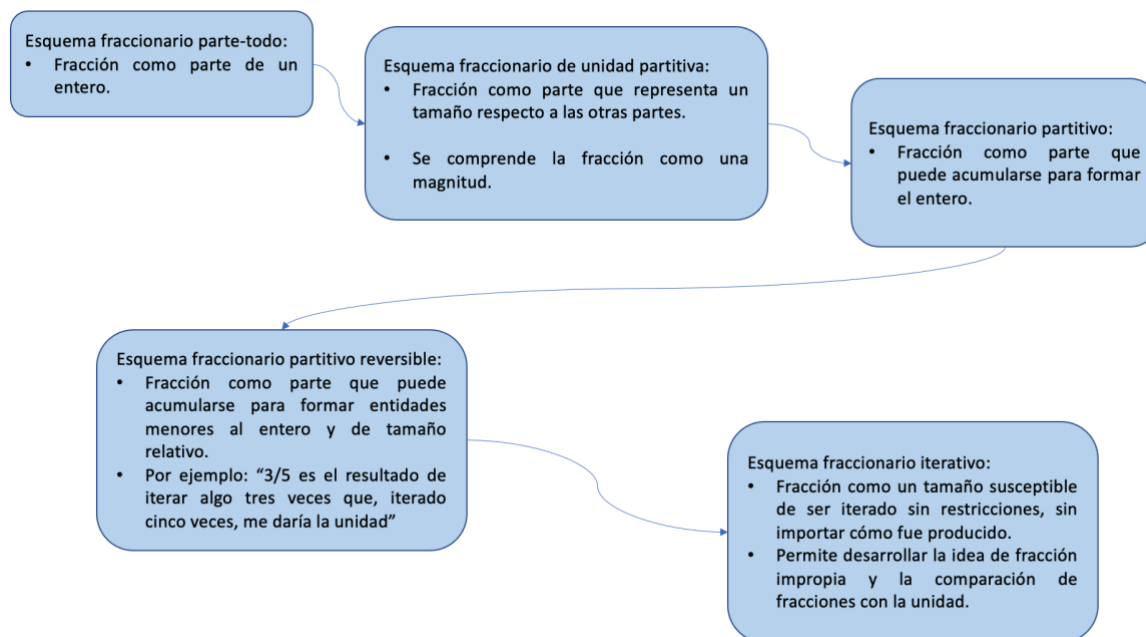 Esquema fraccionario parte-todo:
• Fracción como parte de un
entero.
Esquema fraccionario de unidad partitiva:
• Fracción como parte que representa un
tamaño respecto a las otras partes.
• Se comprende la fracción como una
magnitud.
Esquema fraccionario partitivo:
• Fracción como parte que
puede acumularse para formar
el entero.
Esquema fraccionario partitivo reversible:
• Fracción como parte que puede
acumularse para formar entidades
menores al entero y de tamaño
relativo.
• Por ejemplo: “3/5 es el resultado de
iterar algo tres veces que, iterado
cinco veces, me daría la unidad”
Esquema fraccionario iterativo:
• Fracción como un tamaño susceptible
de ser iterado sin restricciones, sin
importar cómo fue producido.
• Permite desarrollar la idea de fracción
impropia y la comparación de
fracciones con la unidad.